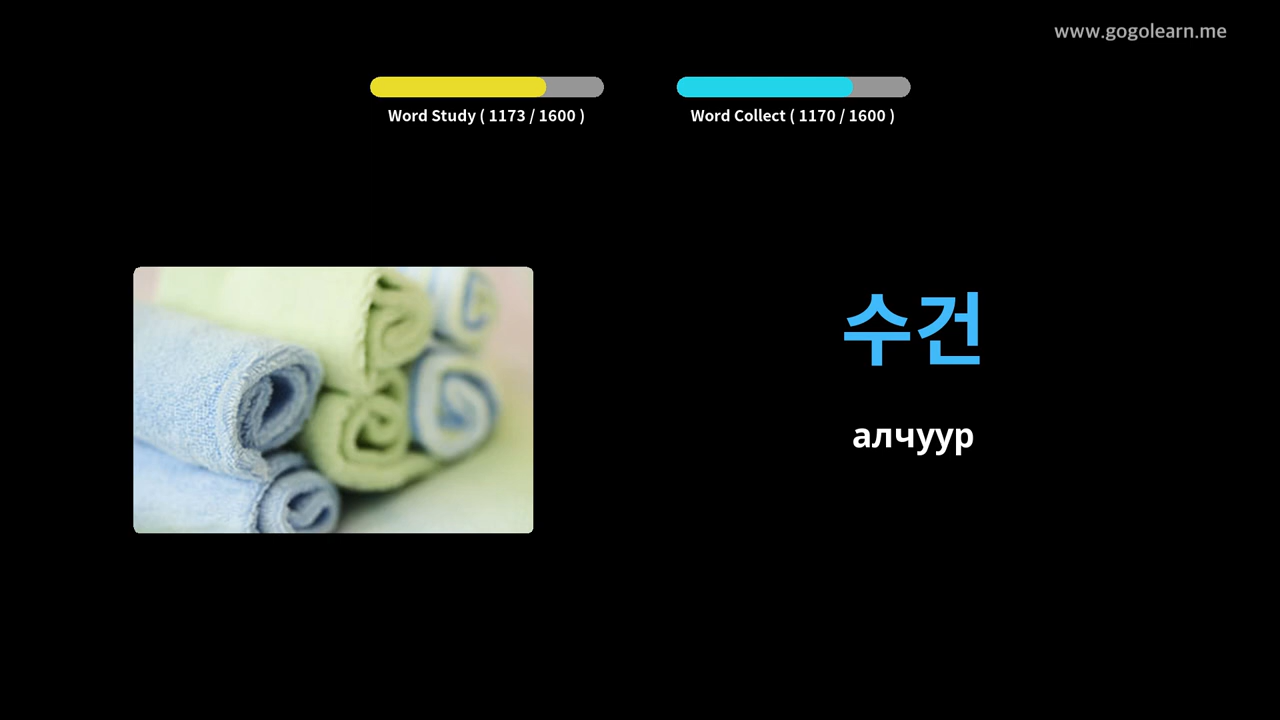 www.gogolearn.me
Word Study ( 1173 / 1600 )
Word Collect ( 1170 / 1600 )
수건
алчуур